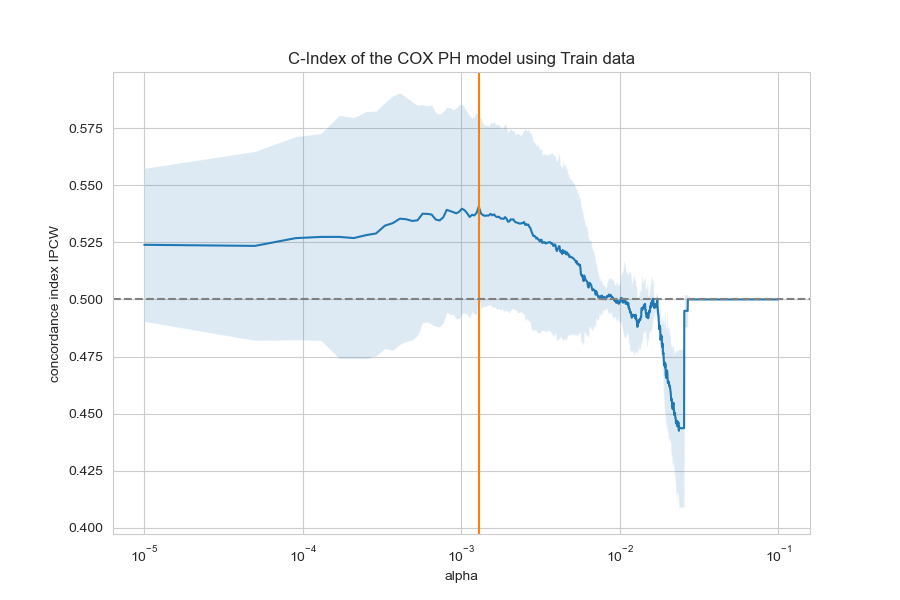 C-Index of the COX PH model using Train data
concordance index IPCW
0.575
0.550
0.525
0.500
0.475
0.450
0.425
0.400
10⁻⁵ 10⁻⁴ 10⁻³ 10⁻² 10⁻¹
alpha